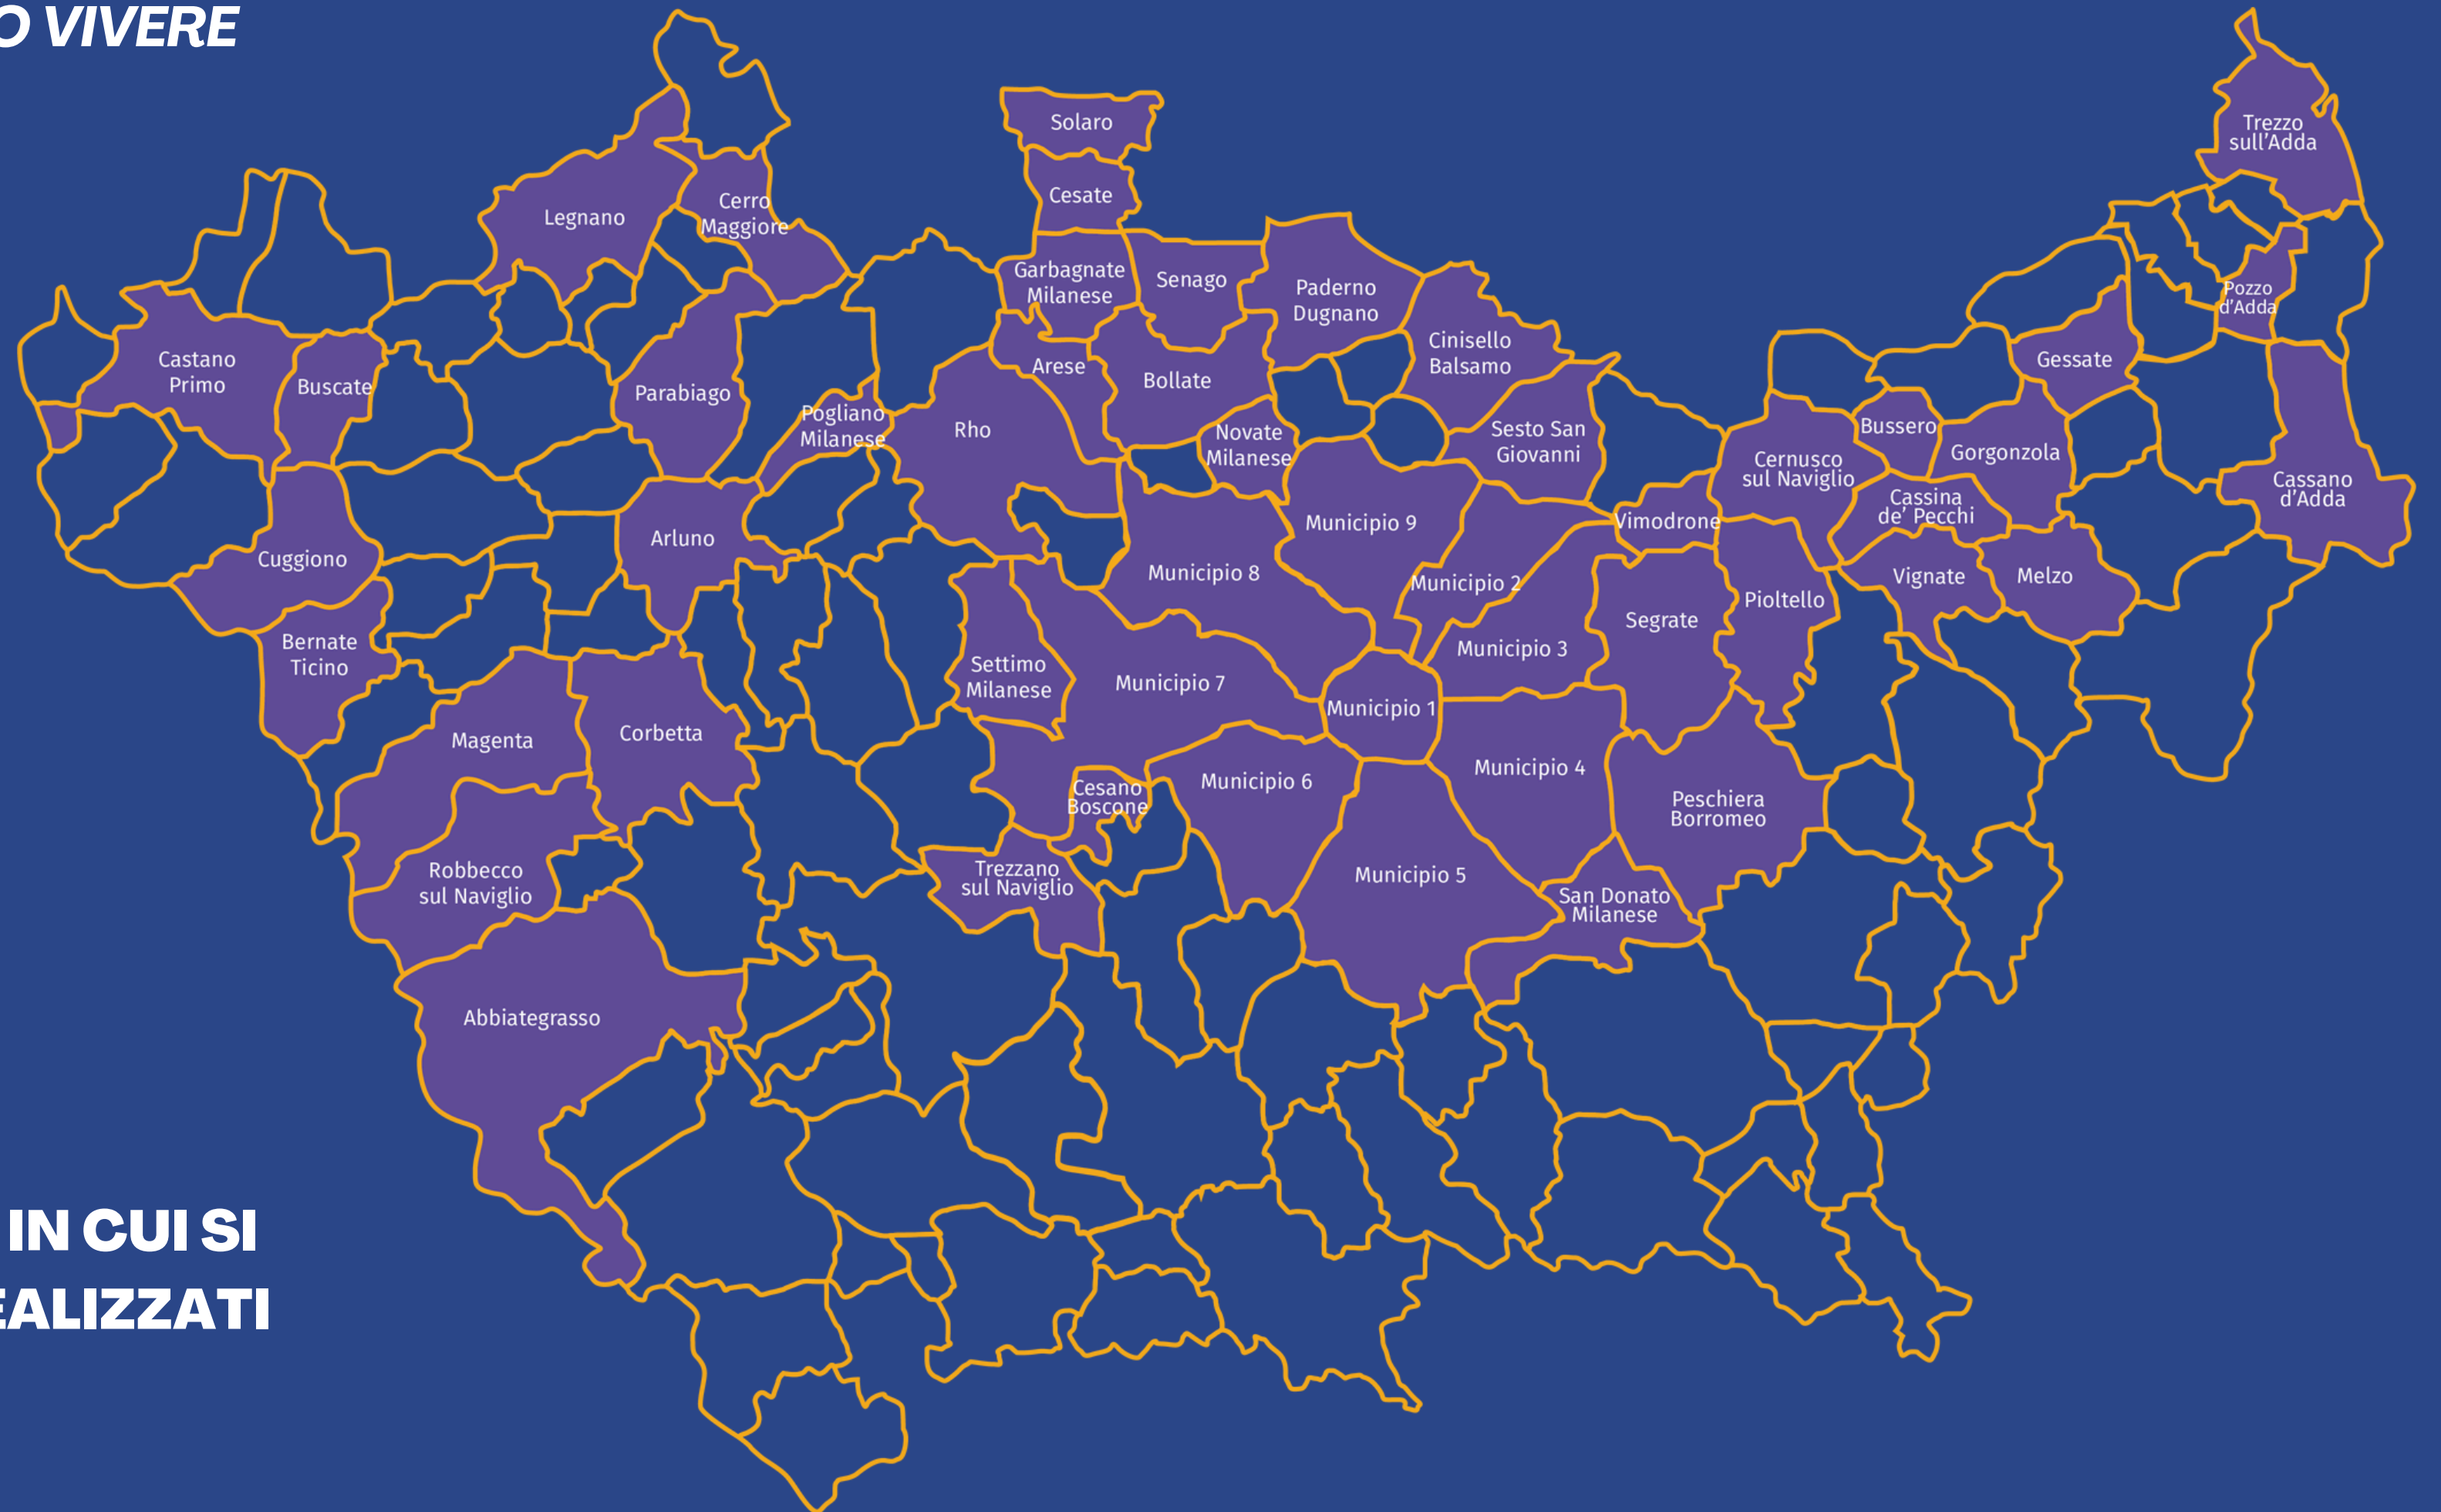 O VIVERE
Solaro
Trezzo
sull'Adda
Cesate
Cerro
Maggiore
Legnano
Garbagnate
Milanese
Senago
Paderno
Dugnano
Pozzo
d'Adda
Cinisello
Balsamo
Castano
Primo
Buscate
Parabiago
Arese
Bollate
Gessate
Pogliano
Milanese
Rho
Novate
Milanese
Sesto San
Giovanni
Bussero
Gorgonzola
Cernusco
sul Naviglio
Cassano
d'Adda
Cassina
de' Pecchi
Arluno
Municipio 9
Vimodrone
Cuggiono
Municipio 8
Municipio 2
Vignate
Melzo
Pioltello
Segrate
Bernate
Ticino
Municipio 3
Settimo
Milanese
Municipio 7
Municipio 1
Magenta
Corbetta
Municipio 6
Municipio 4
Cesano
Boscone
Peschiera
Borromeo
Robbecco
sul Naviglio
Trezzano
sul Naviglio
Municipio 5
San Donato
Milanese
Abbiategrasso
IN CUI SI
EALIZZATI